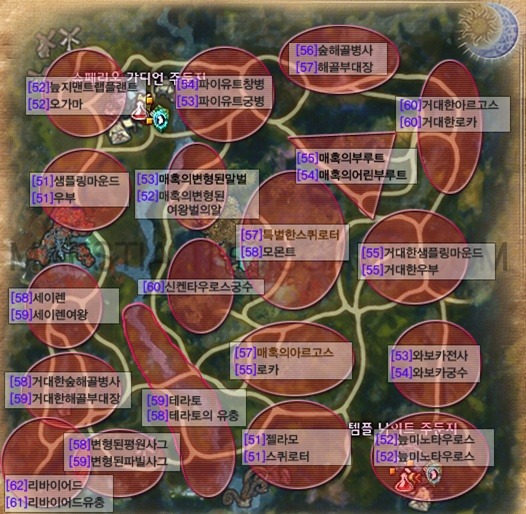 소페리온 가디언 주둔지
[52]늪지맨트랩플랜트
[52]오가마
[54]파이유트창병
[53]파이유트궁병
[56]숲해골병사
[57]해골부대장
[60]거대한아르고스
[60]거대한로카
[55]매혹의부루트
[54]매혹의어린부루트
[51]샘플링마운드
[51]우부
[53]매혹의변형된말벌
[52]매혹의변형된
여왕벌의알
[57]특별한스퀴로터
[58]모몬트
[55]거대한샘플링마운드
[55]거대한우부
[60]신켄타우로스궁수
[58]세이렌
[59]세이렌여왕
[57]매혹의아르고스
[55]로카
[53]와보카전사
[54]와보카궁수
[58]거대한숲해골병사
[59]거대한해골부대장
[59]테라토
[58]테라토의 유충
템플 나이트 주둔지
[58]변형된평원사그
[59]변형된파빌사그
[51]젤라모
[51]스퀴로터
[52]늪미노타우로스
[52]늪미노타우로스
[62]리바이어드
[61]리바이어드유충